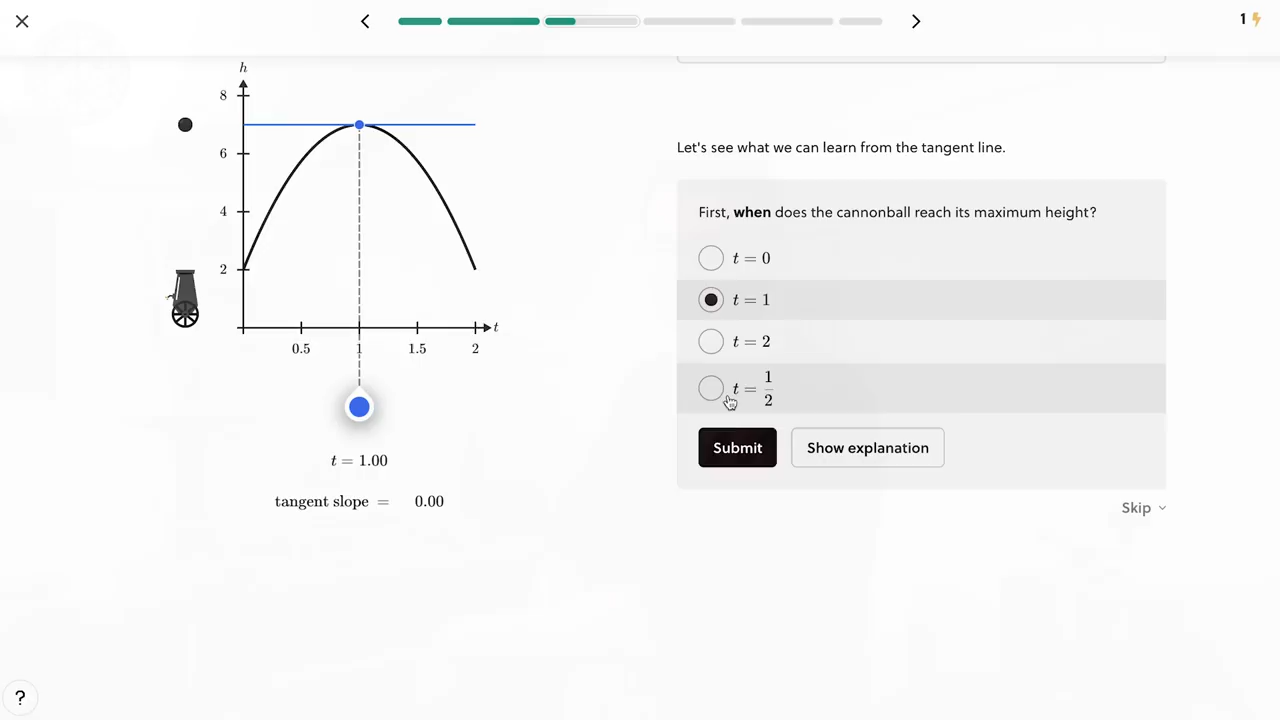 1
h
8
6
4
2
t
0.5
1
1.5
2
t = 1.00
tangent slope = 0.00
Let's see what we can learn from the tangent line.
First, when does the cannonball reach its maximum height?
t = 0
t = 1
t = 2
t = 1/2
Submit
Show explanation
Skip
?